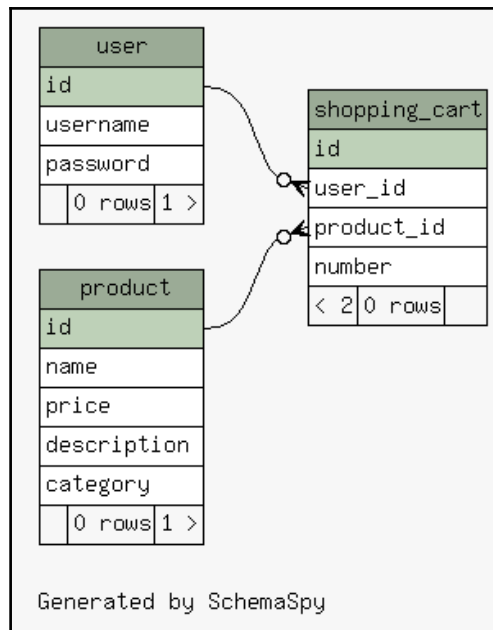 user
id
username
password
0 rows 1 >
shopping_cart
id
user_id
product_id
number
< 2 0 rows
product
id
name
price
description
category
0 rows 1 >
Generated by SchemaSpy